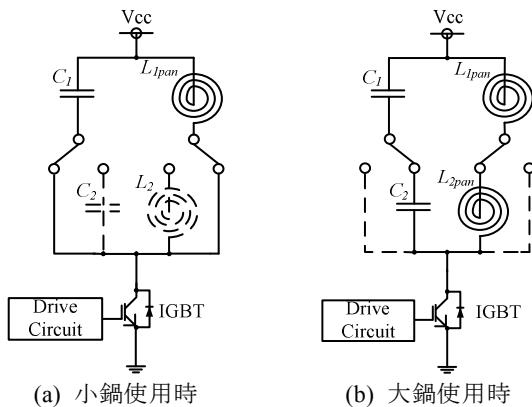 Vcc
C1
L1pan
C2
L2
Drive
Circuit
IGBT
(a) 小鍋使用時
Vcc
C1
L1pan
C2
L2pan
Drive
Circuit
IGBT
(b) 大鍋使用時